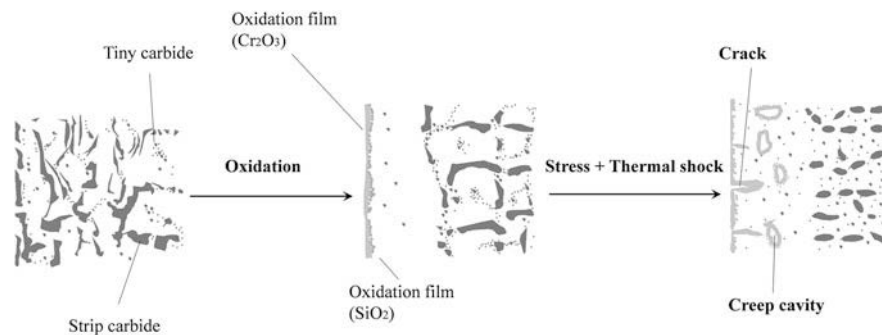 Oxidation film
(Cr₂O₃)
Tiny carbide
Crack
Oxidation
Stress + Thermal shock
Oxidation film
(SiO₂)
Creep cavity
Strip carbide